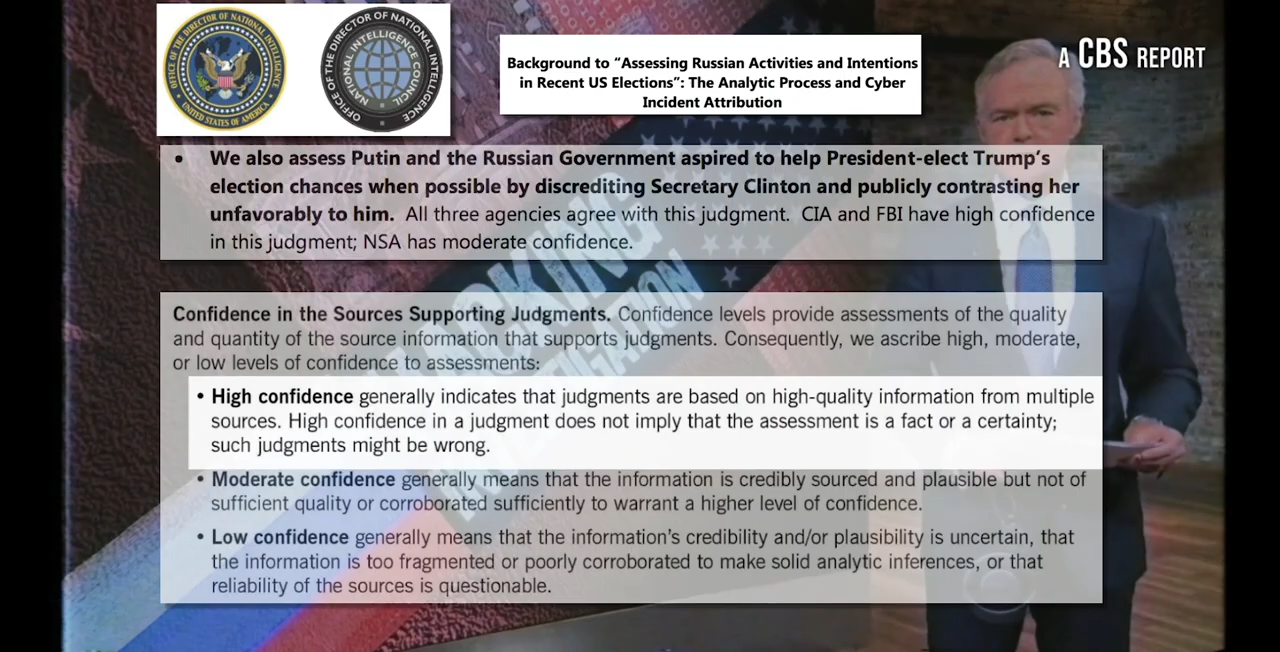 OFFICE OF THE DIRECTOR OF NATIONAL INTELLIGENCE
UNITED STATES OF AMERICA
OFFICE OF THE DIRECTOR OF NATIONAL INTELLIGENCE
NATIONAL INTELLIGENCE COUNCIL
Background to “Assessing Russian Activities and Intentions
in Recent US Elections”: The Analytic Process and Cyber
Incident Attribution
A CBS REPORT
• We also assess Putin and the Russian Government aspired to help President-elect Trump’s
election chances when possible by discrediting Secretary Clinton and publicly contrasting her
unfavorably to him. All three agencies agree with this judgment. CIA and FBI have high confidence
in this judgment; NSA has moderate confidence.
Confidence in the Sources Supporting Judgments. Confidence levels provide assessments of the quality
and quantity of the source information that supports judgments. Consequently, we ascribe high, moderate,
or low levels of confidence to assessments:
• High confidence generally indicates that judgments are based on high-quality information from multiple
sources. High confidence in a judgment does not imply that the assessment is a fact or a certainty;
such judgments might be wrong.
• Moderate confidence generally means that the information is credibly sourced and plausible but not of
sufficient quality or corroborated sufficiently to warrant a higher level of confidence.
• Low confidence generally means that the information’s credibility and/or plausibility is uncertain, that
the information is too fragmented or poorly corroborated to make solid analytic inferences, or that
reliability of the sources is questionable.